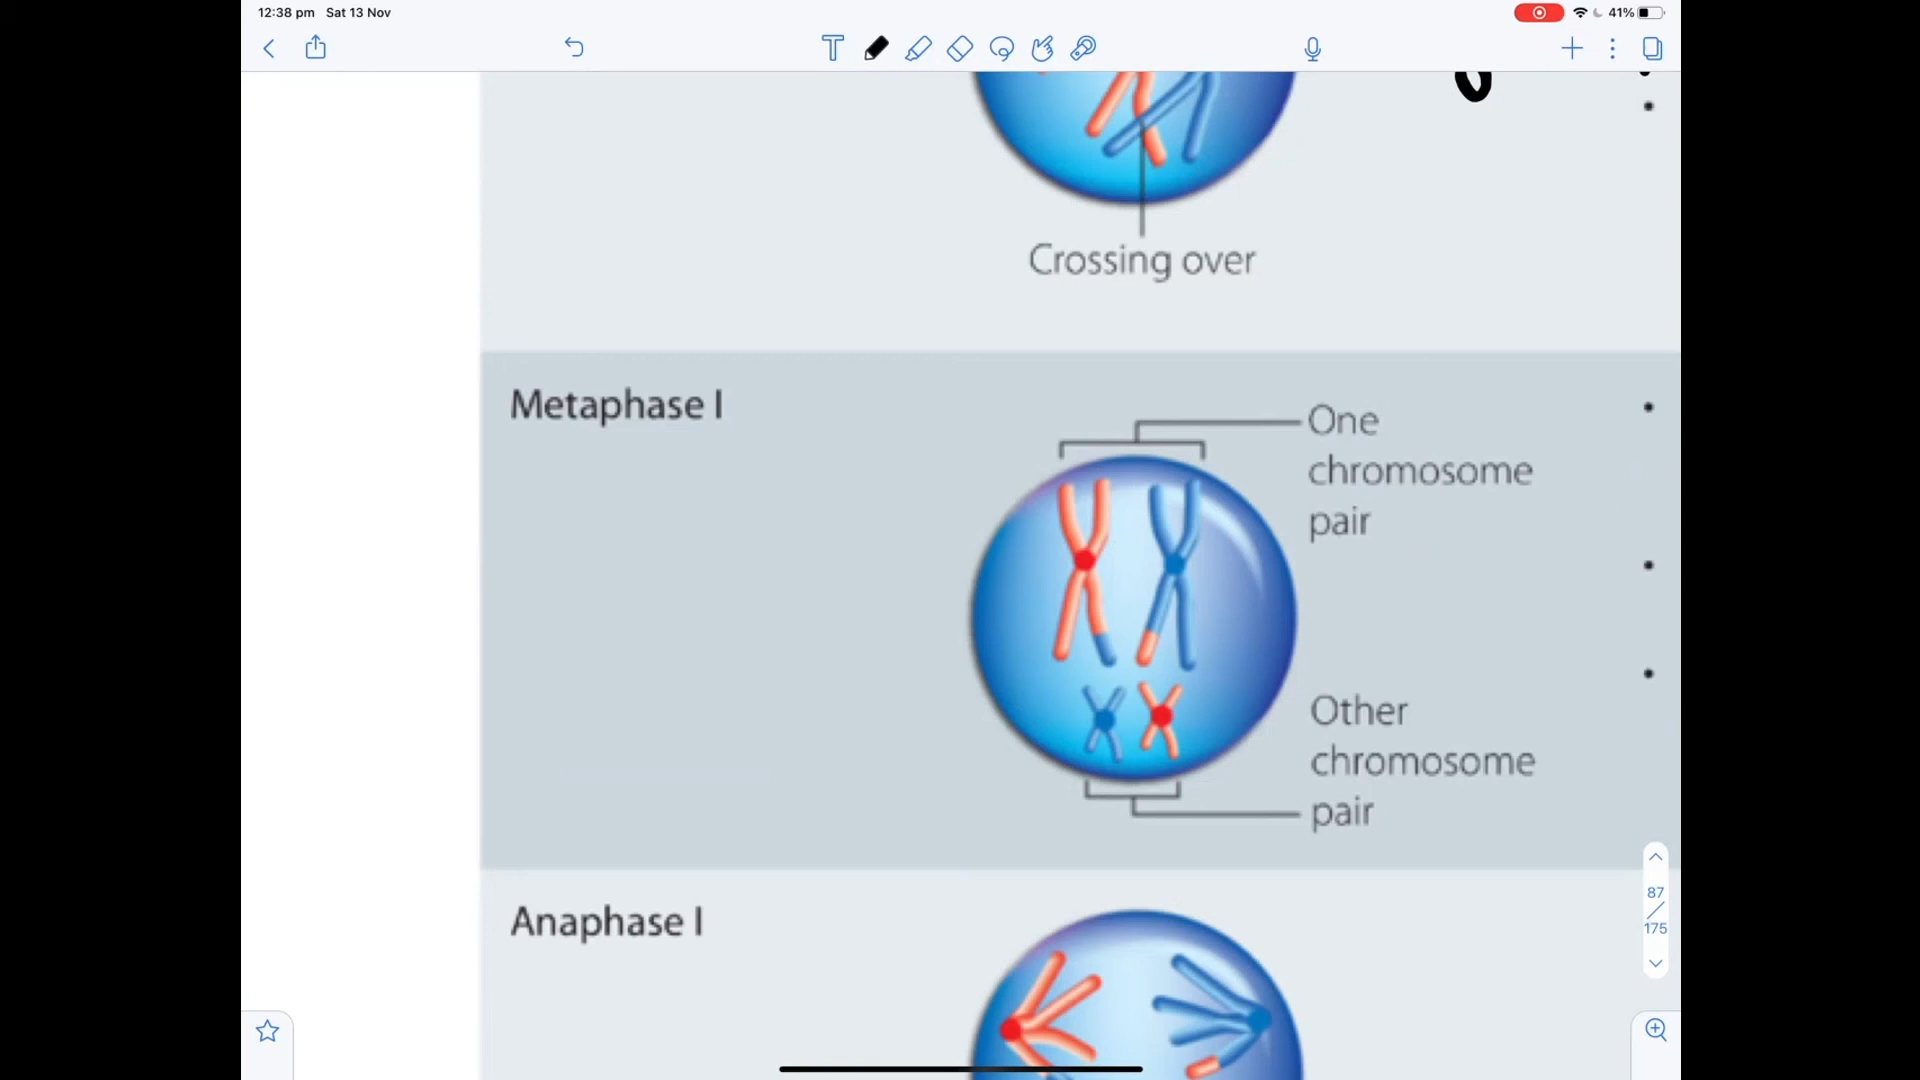 12:38 pm Sat 13 Nov
41%
Crossing over
Metaphase I
One
chromosome
pair
Other
chromosome
pair
Anaphase I
87
175